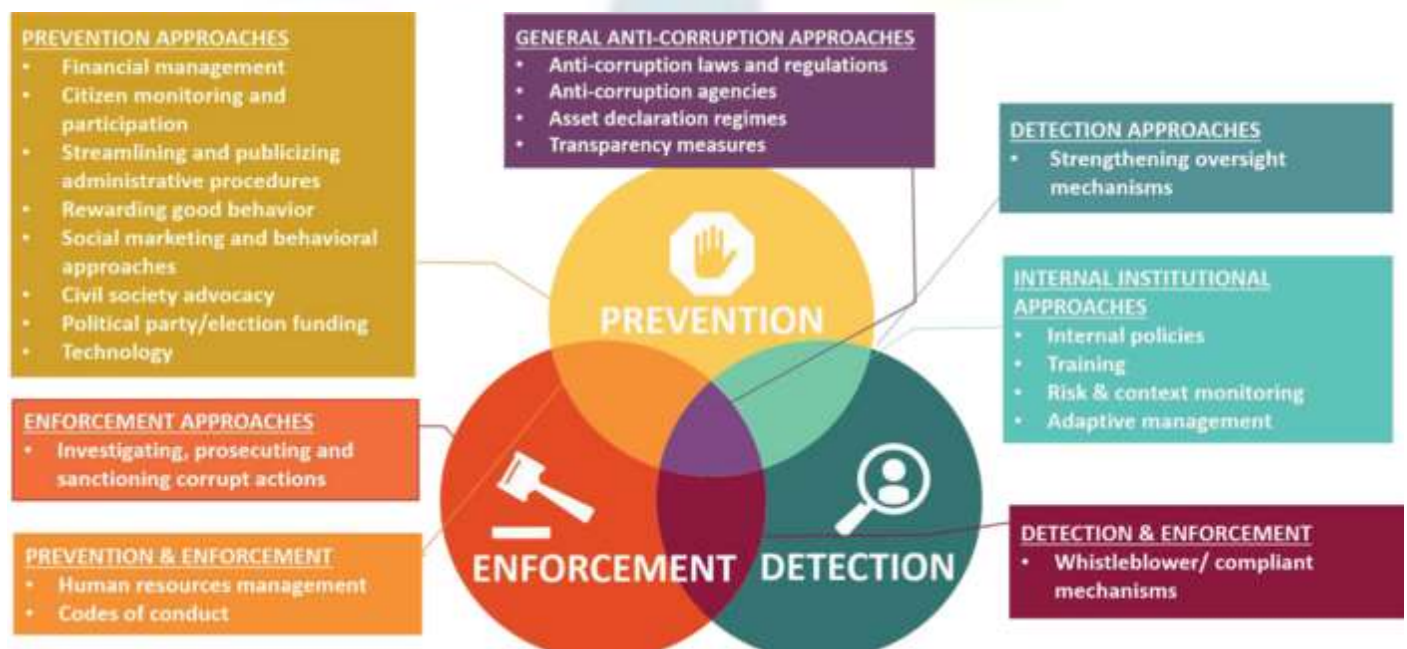 PREVENTION APPROACHES
• Financial management
• Citizen monitoring and
participation
• Streamlining and publicizing
administrative procedures
• Rewarding good behavior
• Social marketing and behavioral
approaches
• Civil society advocacy
• Political party/election funding
• Technology
GENERAL ANTI-CORRUPTION APPROACHES
• Anti-corruption laws and regulations
• Anti-corruption agencies
• Asset declaration regimes
• Transparency measures
DETECTION APPROACHES
• Strengthening oversight
mechanisms
INTERNAL INSTITUTIONAL
APPROACHES
• Internal policies
• Training
• Risk & context monitoring
• Adaptive management
PREVENTION
ENFORCEMENT APPROACHES
• Investigating, prosecuting and
sanctioning corrupt actions
PREVENTION & ENFORCEMENT
• Human resources management
• Codes of conduct
ENFORCEMENT
DETECTION
DETECTION & ENFORCEMENT
• Whistleblower/ compliant
mechanisms